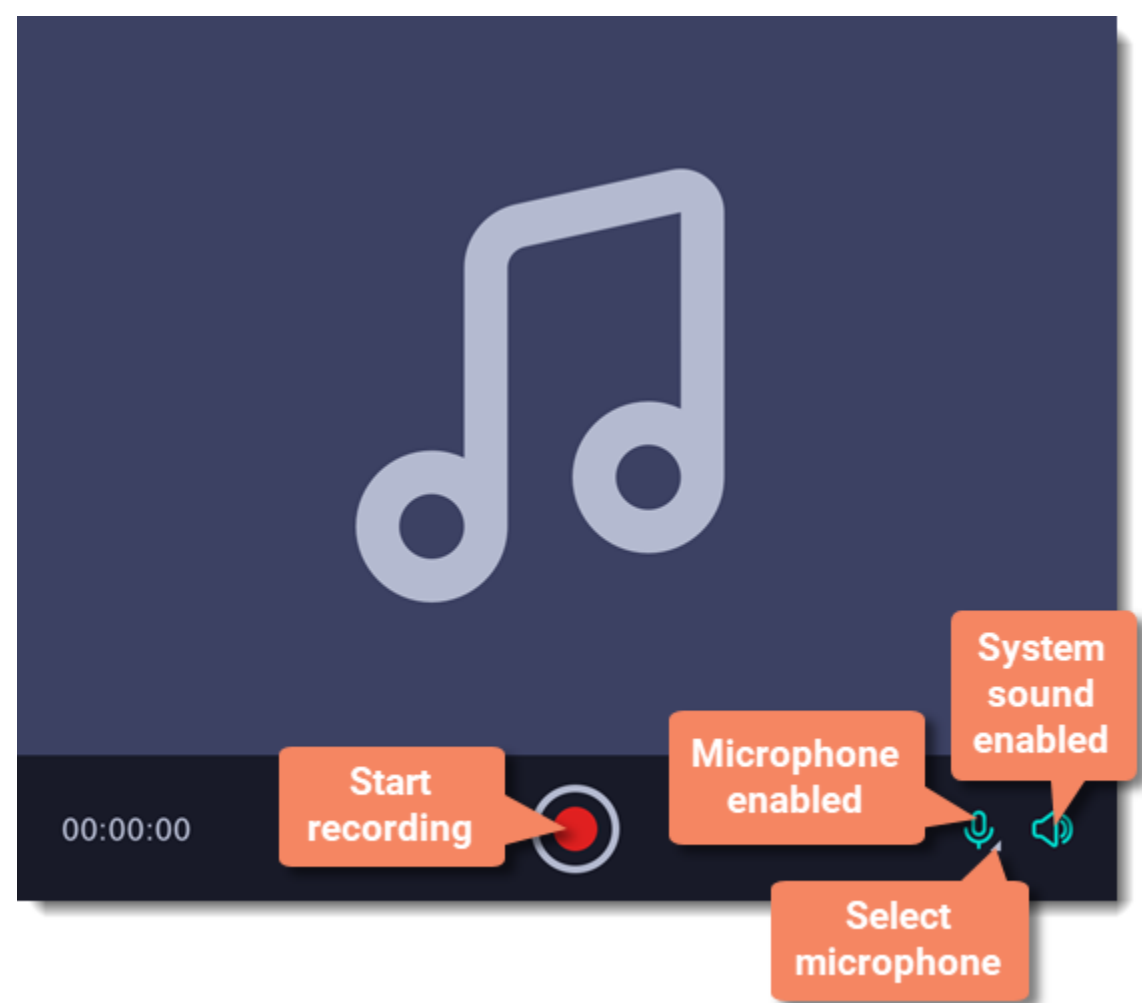 System
sound
enabled
Microphone
enabled
Start
recording
00:00:00
Select
microphone